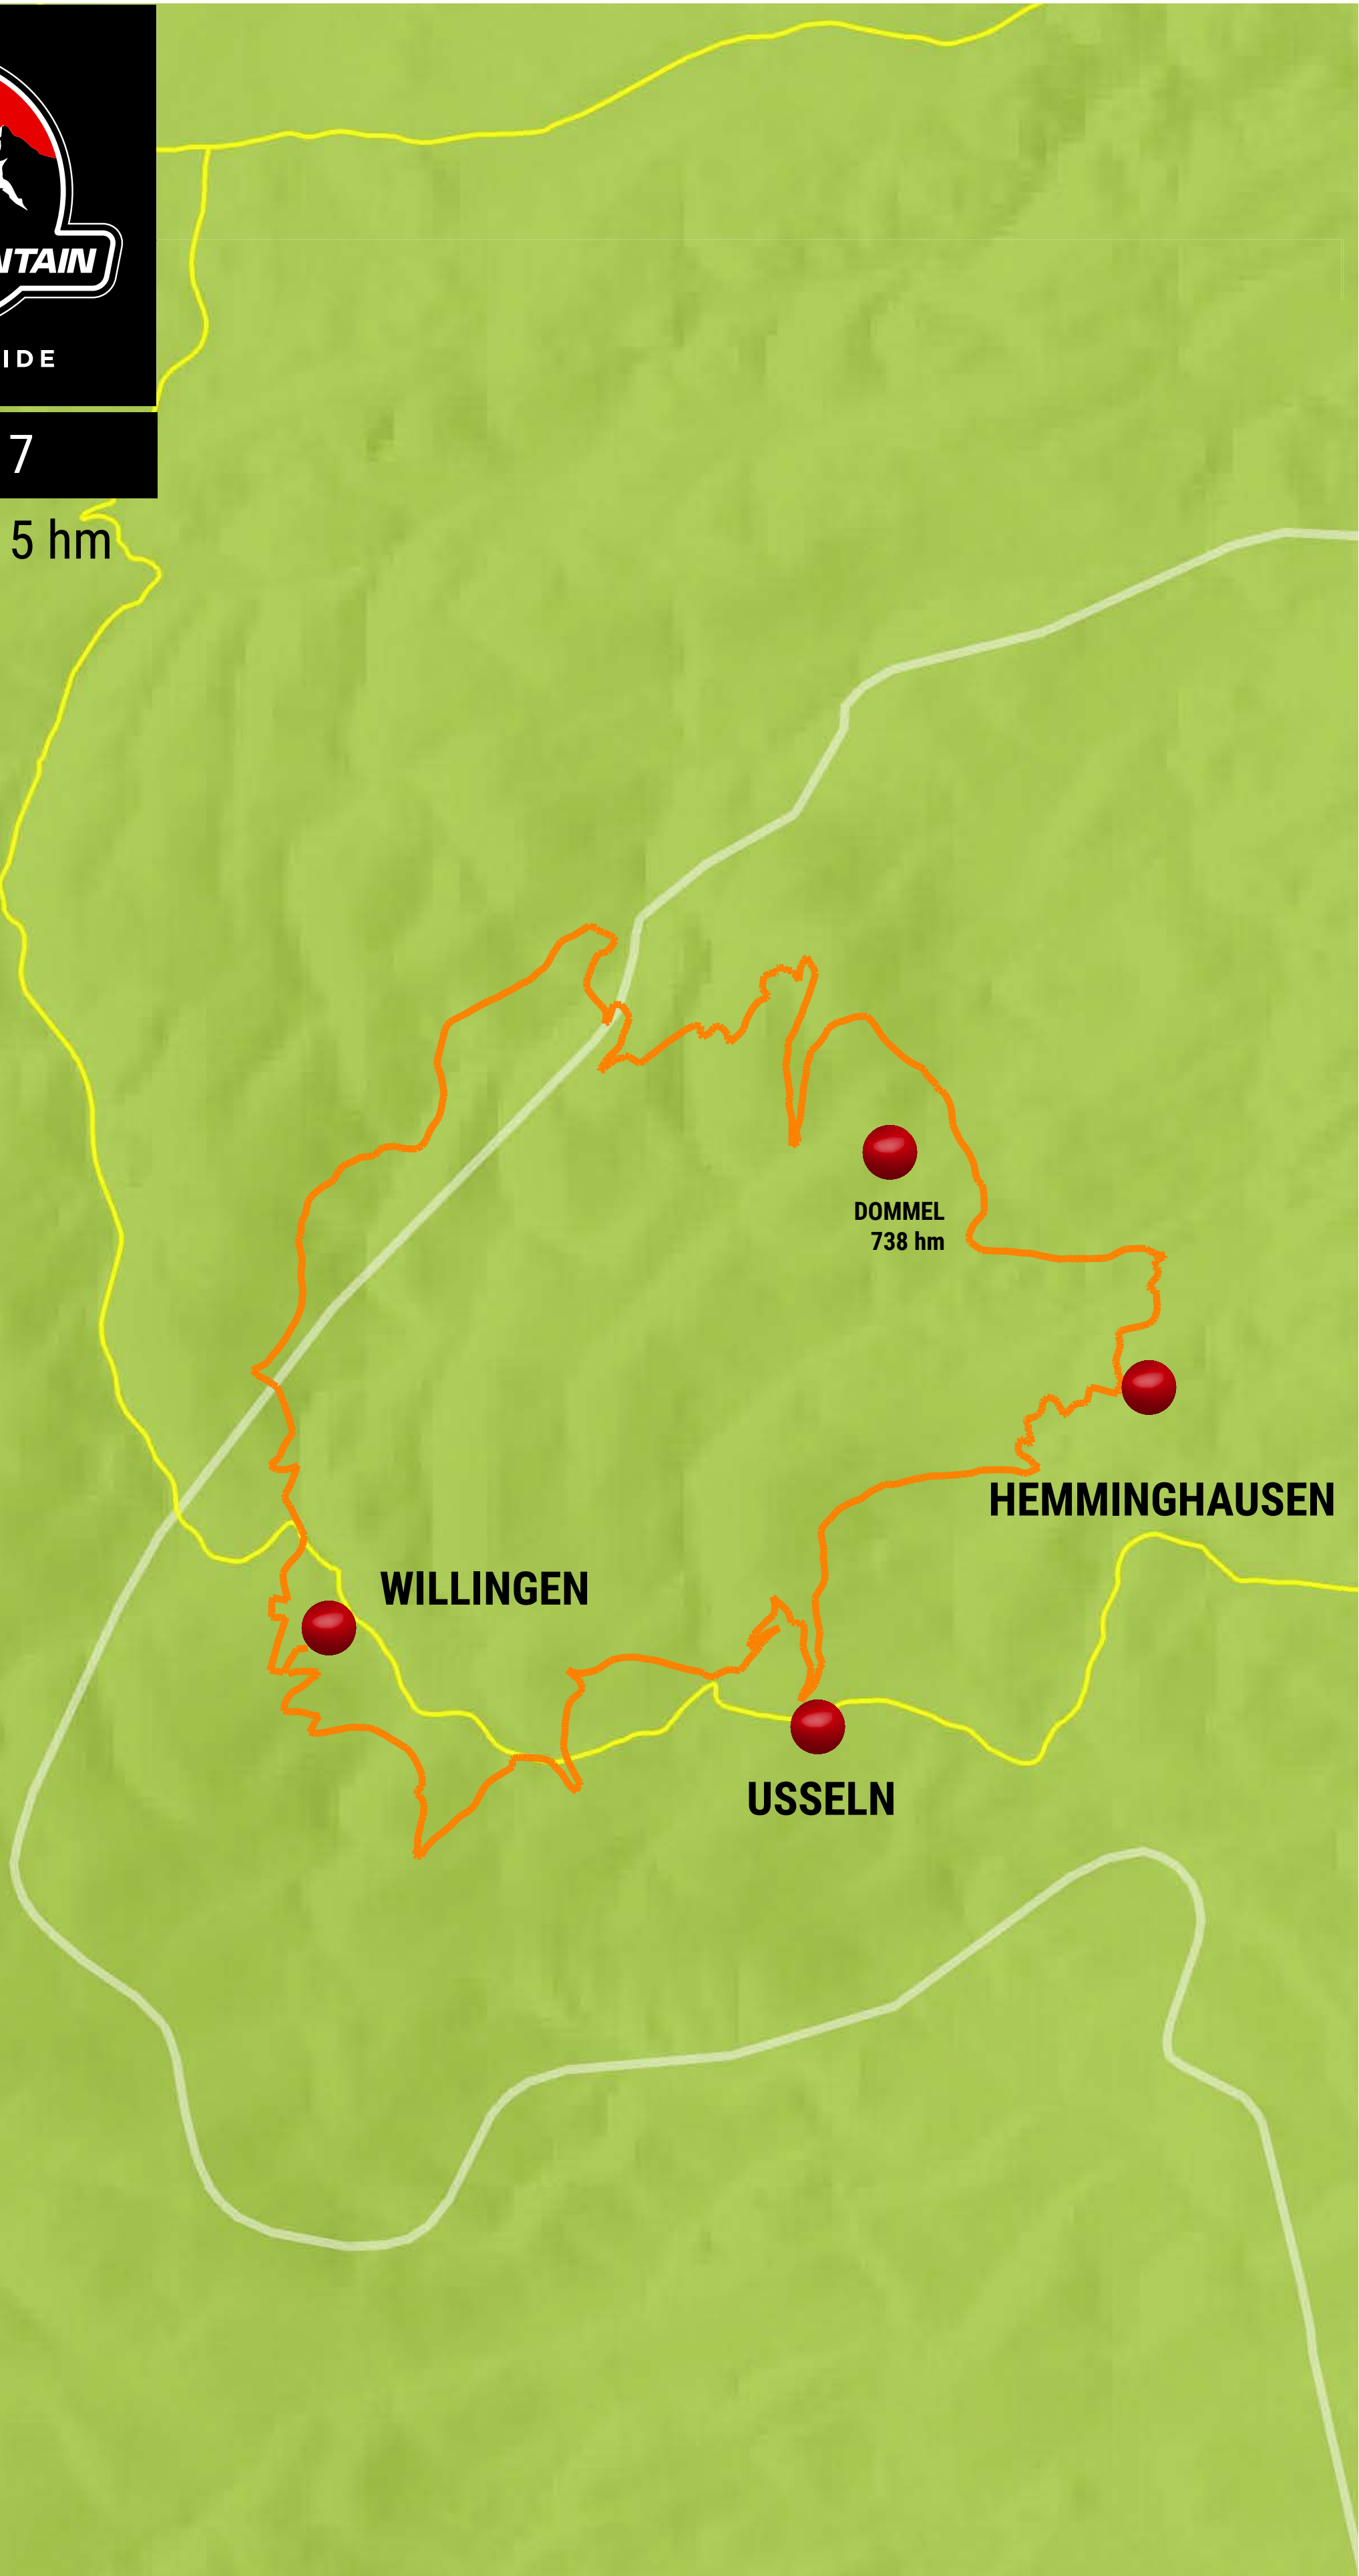 NTAIN
IDE
7
5 hm
DOMMEL
738 hm
HEMMINGHAUSEN
WILLINGEN
USSELN